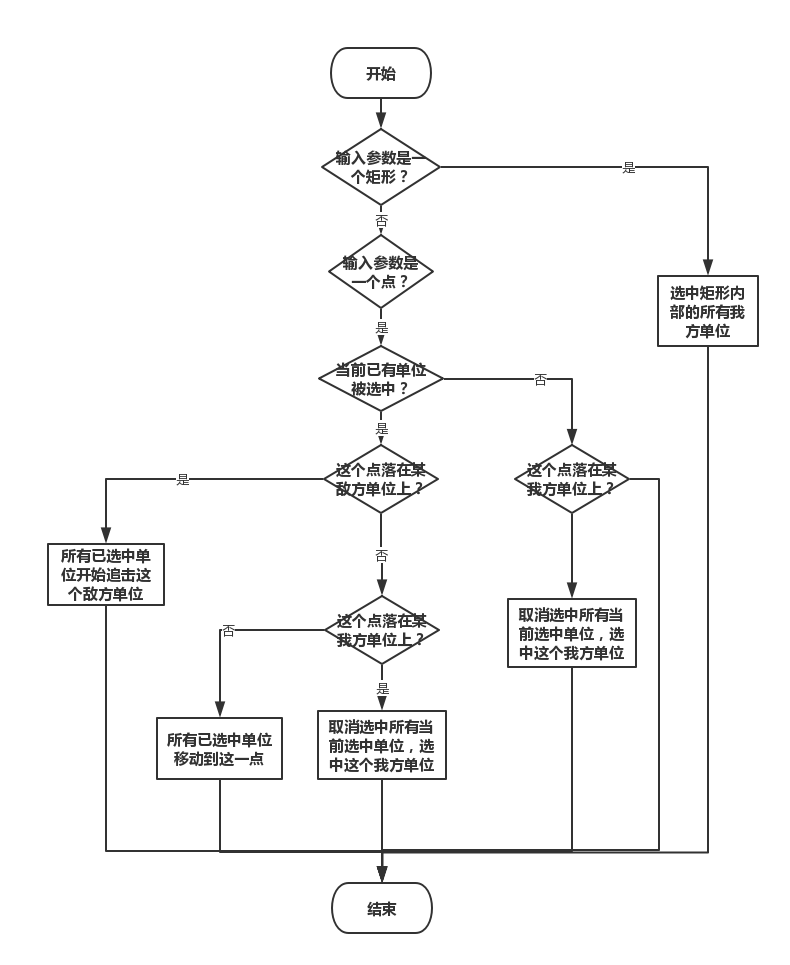 开始
输入参数是一
个矩形？
是
否
输入参数是
一个点？
选中矩形内
部的所有我
方单位
是
当前已有单位
被选中？
否
是
这个点落在某
敌方单位上？
这个点落在某
我方单位上？
是
所有已选中单
位开始追击这
个敌方单位
否
这个点落在某
我方单位上？
取消选中所有当
前选中单位，选
中这个我方单位
否
是
所有已选中单位
移动到这一点
取消选中所有当
前选中单位，选
中这个我方单位
结束